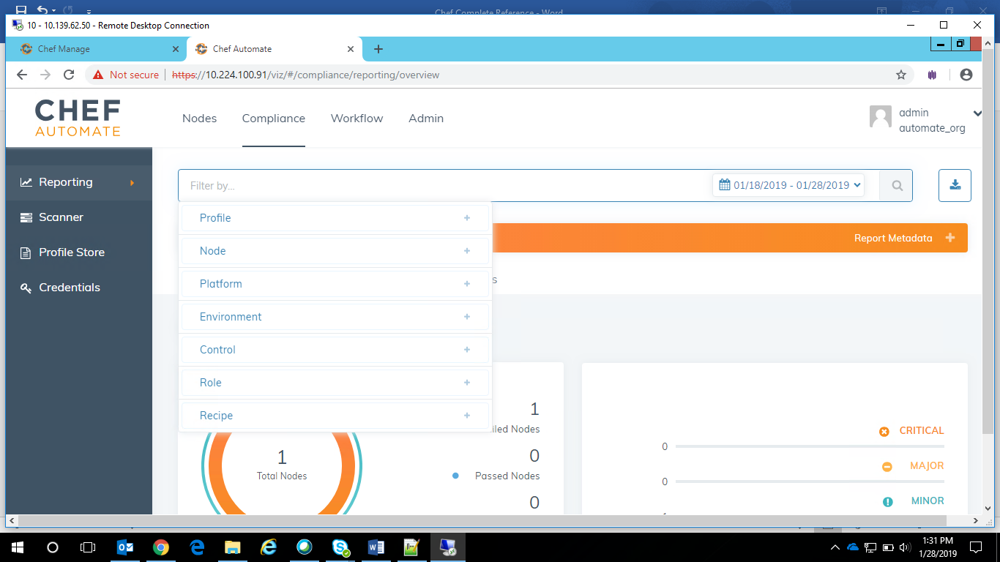 Chef Complete Reference - Word
10 - 10.139.62.50 - Remote Desktop Connection
Chef Manage
Chef Automate
Not secure
https://10.224.100.91/viz/#/compliance/reporting/overview
CHEF
AUTOMATE
Nodes
Compliance
Workflow
Admin
admin
automate_org
Reporting
Scanner
Profile Store
Credentials
Filter by...
01/18/2019 - 01/28/2019
Profile
Node
Platform
Environment
Control
Role
Recipe
Report Metadata
s
1
Total Nodes
1
iled Nodes
0
Passed Nodes
0
CRITICAL
0
MAJOR
0
MINOR
1:31 PM
1/28/2019